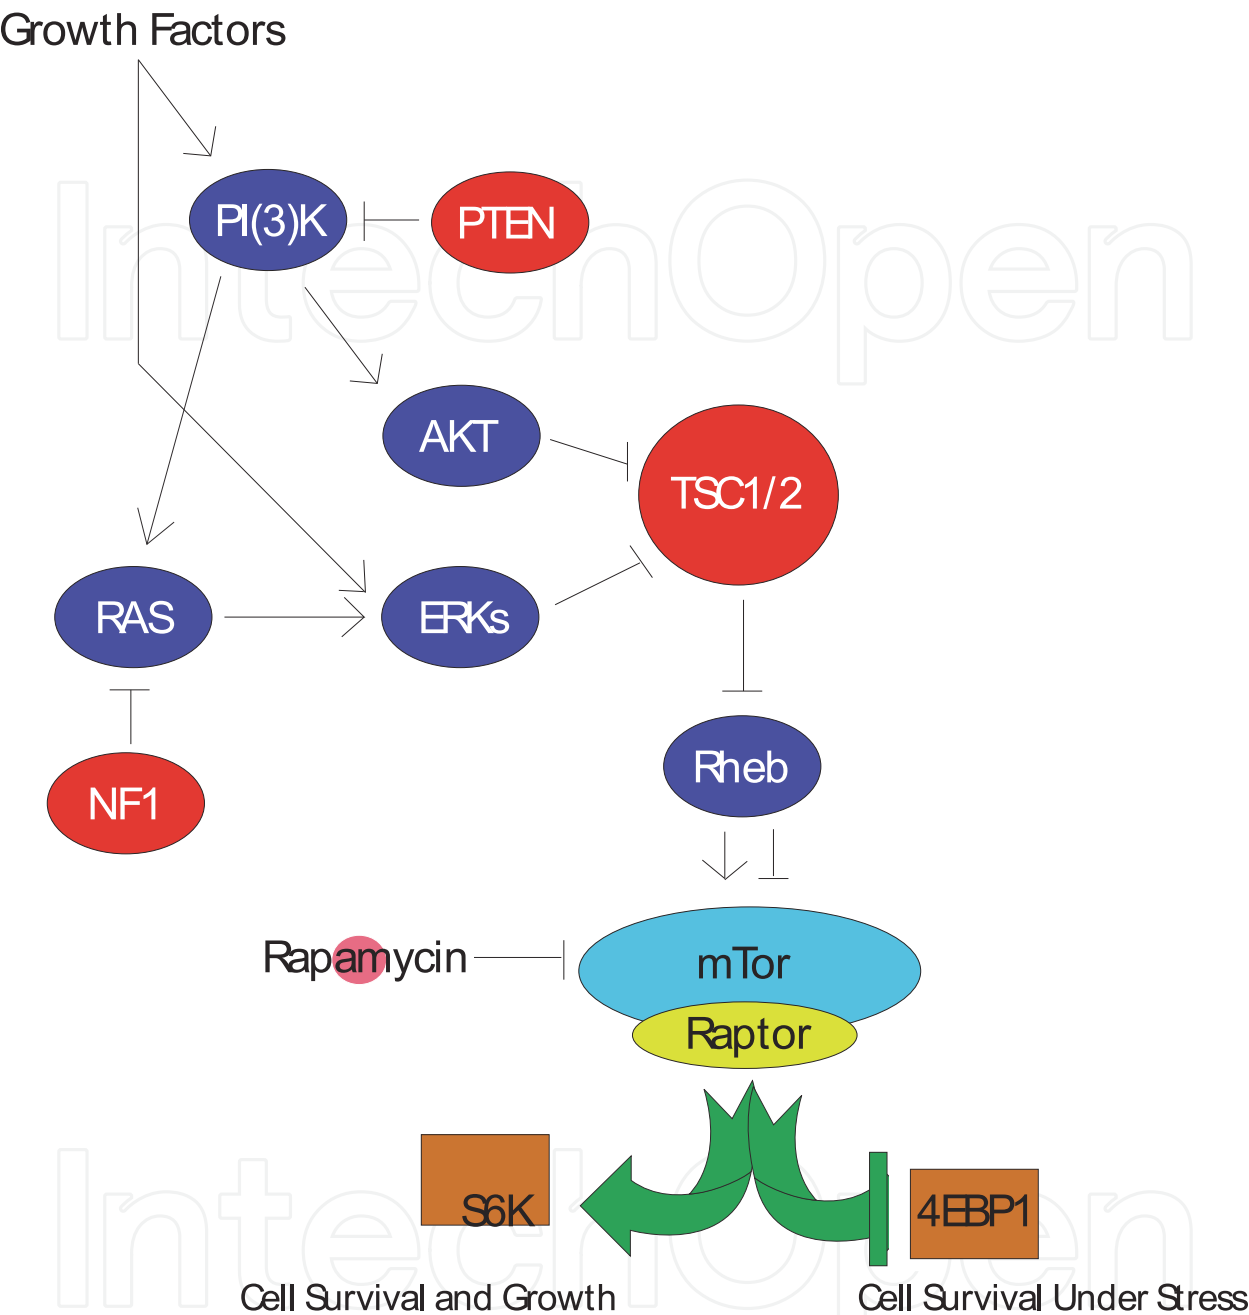 Growth Factors
PI(3)K
PTEN
AKT
TSC1/2
RAS
ERKs
Rheb
NF1
Rapamycin
mTor
Raptor
S6K
4EBP1
Cell Survival and Growth
Cell Survival Under Stress
IntechOpen
IntechOpen